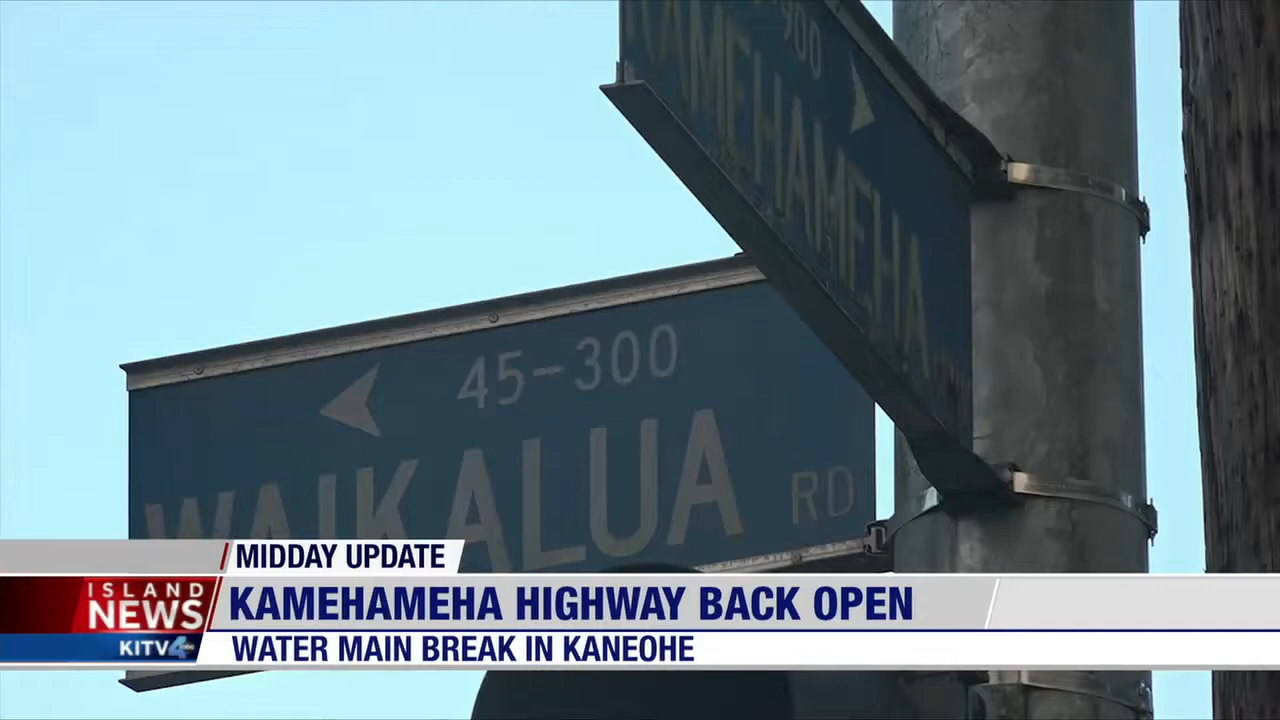 900
KAMEHAMEHA
45-300
WAIKALUA RD
MIDDAY UPDATE
ISLAND
NEWS
KITV4
KAMEHAMEHA HIGHWAY BACK OPEN
WATER MAIN BREAK IN KANEOHE